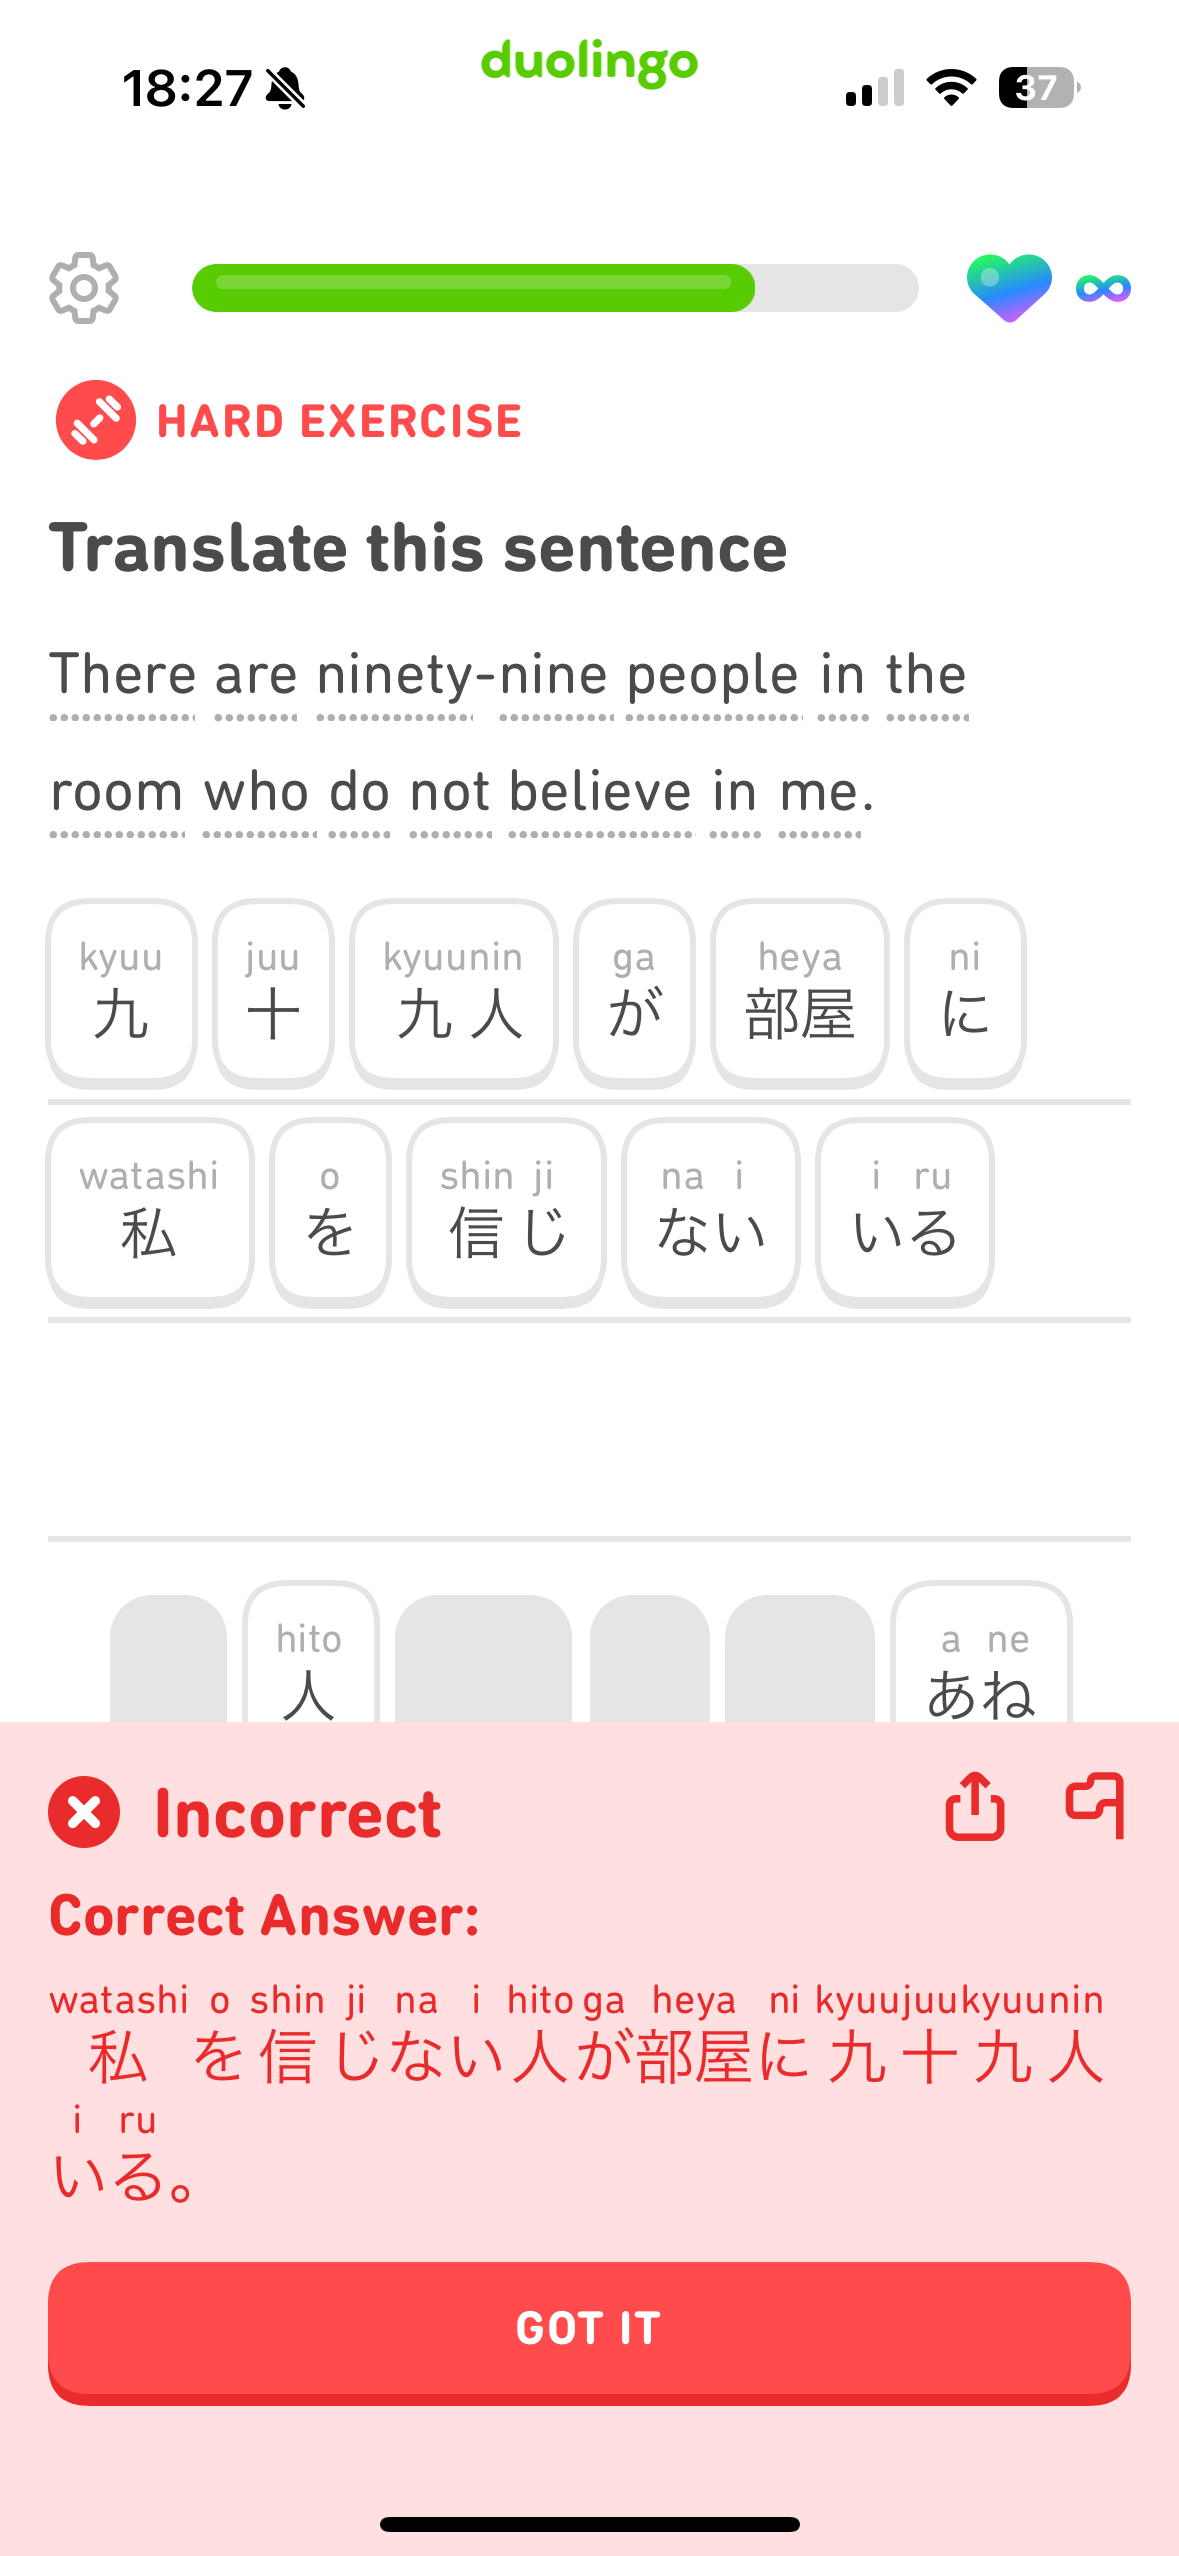 18:27
duolingo
37
HARD EXERCISE
Translate this sentence
There are ninety-nine people in the
room who do not believe in me.
kyuu juu kyuunin ga heya ni
九 十 九人 が 部屋 に
watashi o shin ji na i i ru
私 を 信じ ない いる
hito a ne
人 あね
Incorrect
Correct Answer:
watashi o shin ji na i hito ga heya ni kyuujuukyuunin
私を信じない人が部屋に九十九人
i ru
いる。
GOT IT